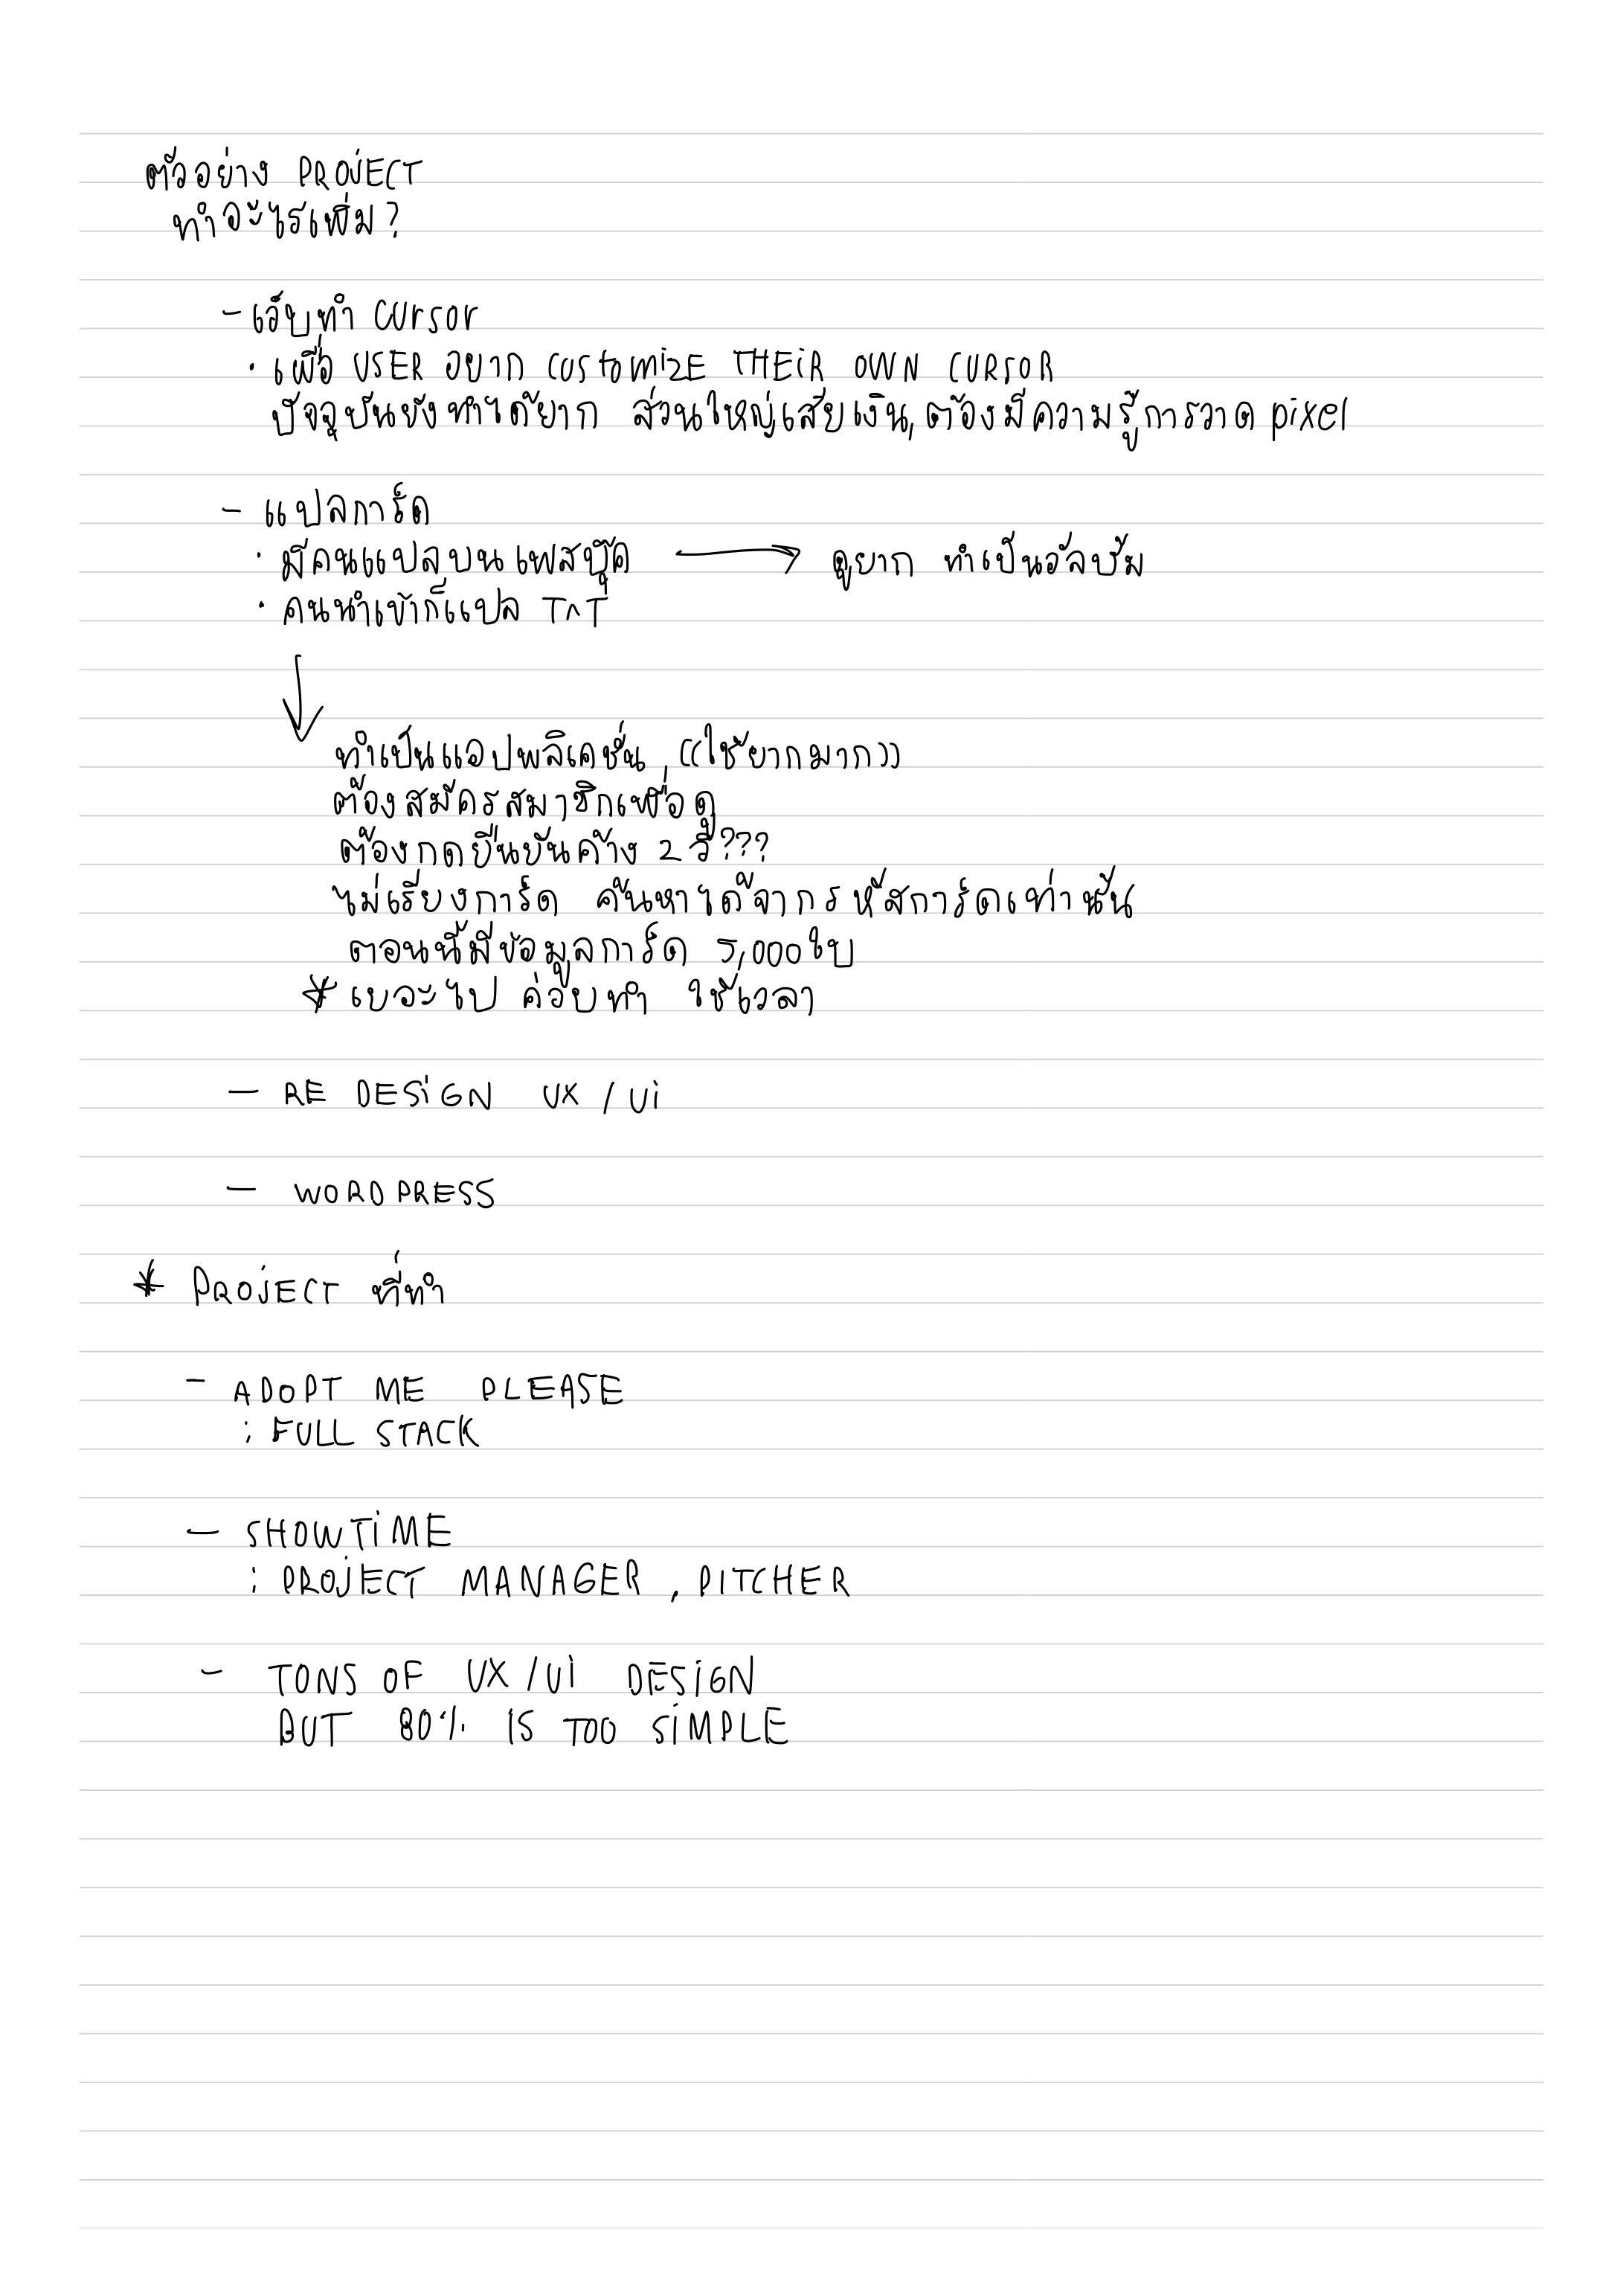 ตัวอย่าง PROJECT
ทำอะไรเพิ่ม?
- เว็บทำ cursor
· เผื่อ USER อยาก customize THEIR OWN CURSOR
ปัจจุบันยังทำได้ยาก ส่วนใหญ่เสียเงิน, ต้องมีความรู้การวาด pixel
- แปลการ์ด
· มีคนแปลบนเฟสบุ๊ค → ดูยาก ทำเป็นอัลบั้ม
· คนนำเข้าก็แปล TnT
↓
ทำเป็นแอปพลิเคชั่น, ((ใช้ยากมาก))
ต้องสมัครสมาชิกเพื่อดู
ต้องกดยืนยันค้าง 2 วิ???
ไม่เรียงการ์ด ค้นหาได้จากรหัสการ์ดเท่านั้น
ตอนนี้มีข้อมูลการ์ด 5,000 ใบ
* เยอะไป ค่อยทำ ใช้เวลา
- RE DESIGN UX / Ui
- WORDPRESS
* PROJECT ที่ทำ
- ADOPT ME PLEASE
: FULL STACK
- SHOWTiME
: PROJECT MANAGER , PITCHER
- TONS OF UX / Ui DESiGN
BUT 80% IS TOO SiMPLE